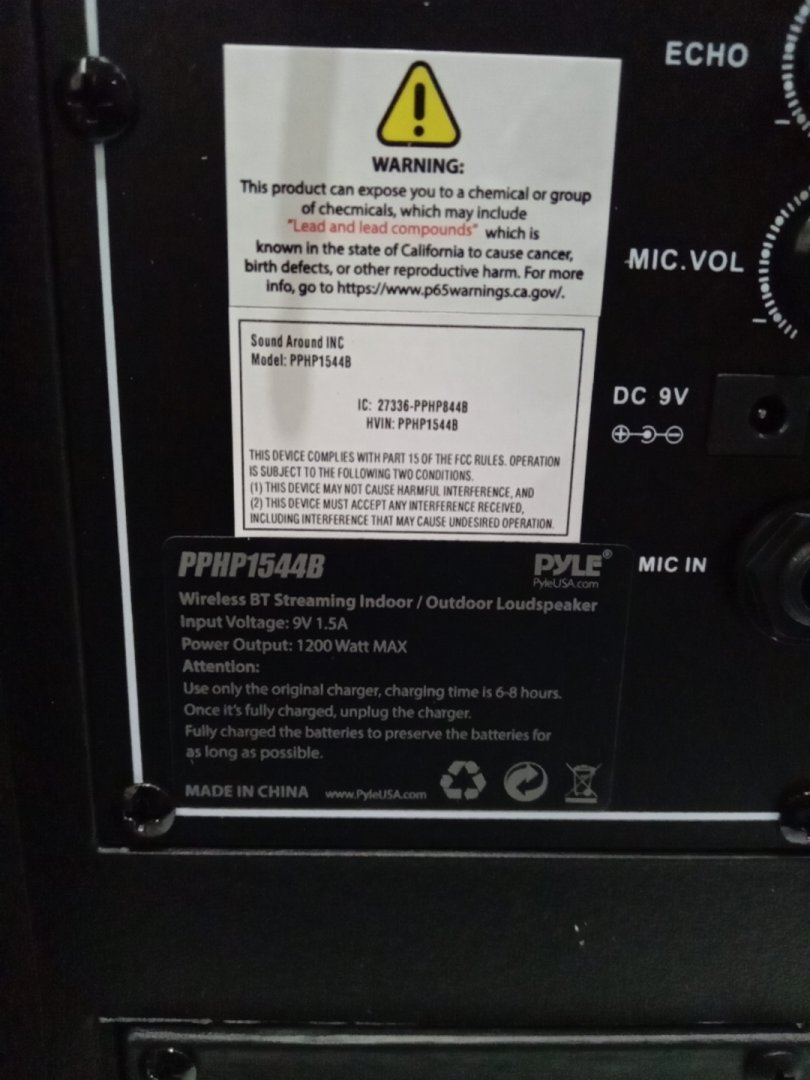 ECHO
WARNING:
This product can expose you to a chemical or group
of checmicals, which may include
"Lead and lead compounds" which is
known in the state of California to cause cancer,
birth defects, or other reproductive harm. For more
info, go to https://www.p65warnings.ca.gov/.
MIC.VOL
Sound Around INC
Model: PPHP1544B
IC: 27336-PPHP844B
HVIN: PPHP1544B
THIS DEVICE COMPLIES WITH PART 15 OF THE FCC RULES. OPERATION
IS SUBJECT TO THE FOLLOWING TWO CONDITIONS.
(1) THIS DEVICE MAY NOT CAUSE HARMFUL INTERFERENCE, AND
(2) THIS DEVICE MUST ACCEPT ANY INTERFERENCE RECEIVED,
INCLUDING INTERFERENCE THAT MAY CAUSE UNDESIRED OPERATION.
DC 9V
MIC IN
PPHP1544B
PYLE®
PyleUSA.com
Wireless BT Streaming Indoor / Outdoor Loudspeaker
Input Voltage: 9V 1.5A
Power Output: 1200 Watt MAX
Attention:
Use only the original charger, charging time is 6-8 hours.
Once it's fully charged, unplug the charger.
Fully charged the batteries to preserve the batteries for
as long as possible.
MADE IN CHINA www.PyleUSA.com